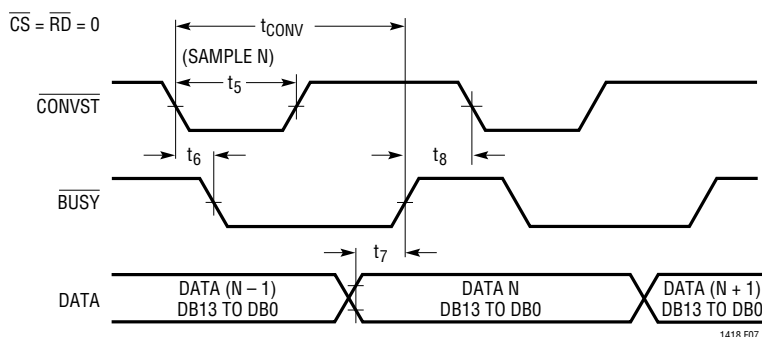 CS = RD = 0
tCONV
(SAMPLE N)
t5
CONVST
t6
t8
BUSY
t7
DATA
DATA (N – 1)
DB13 TO DB0
DATA N
DB13 TO DB0
DATA (N + 1)
DB13 TO DB0
1418 F07